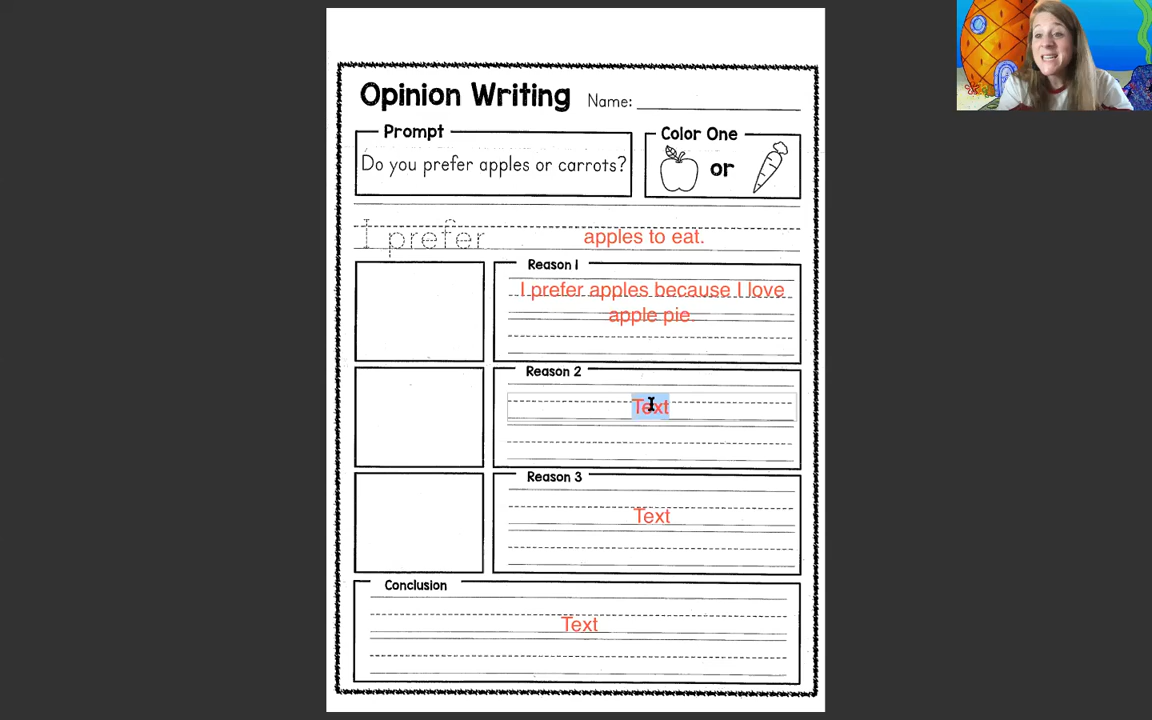 Opinion Writing Name:
Prompt
Color One
Do you prefer apples or carrots?
or
I prefer apples to eat.
Reason 1
I prefer apples because I love
apple pie.
Reason 2
Text
Reason 3
Text
Conclusion
Text